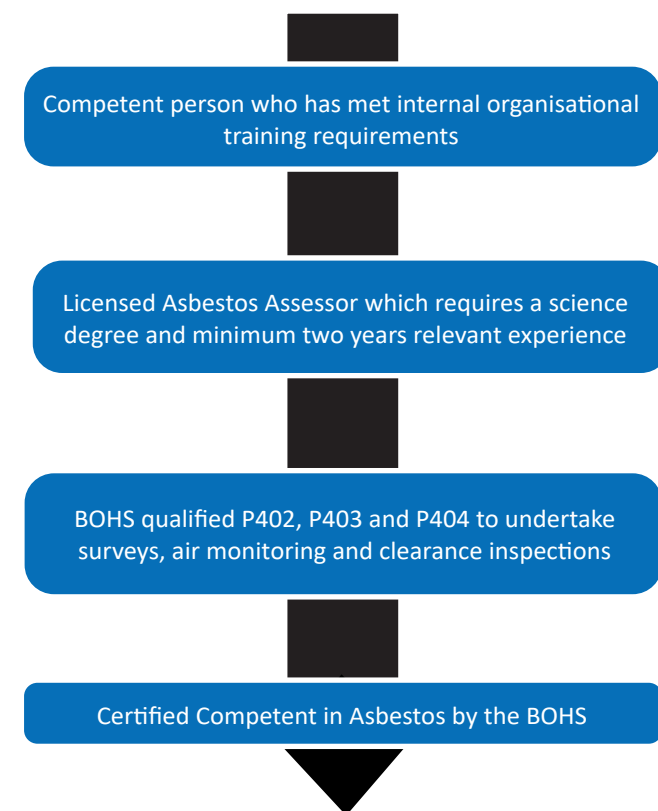 Competent person who has met internal organisational
training requirements
Licensed Asbestos Assessor which requires a science
degree and minimum two years relevant experience
BOHS qualified P402, P403 and P404 to undertake
surveys, air monitoring and clearance inspections
Certified Competent in Asbestos by the BOHS